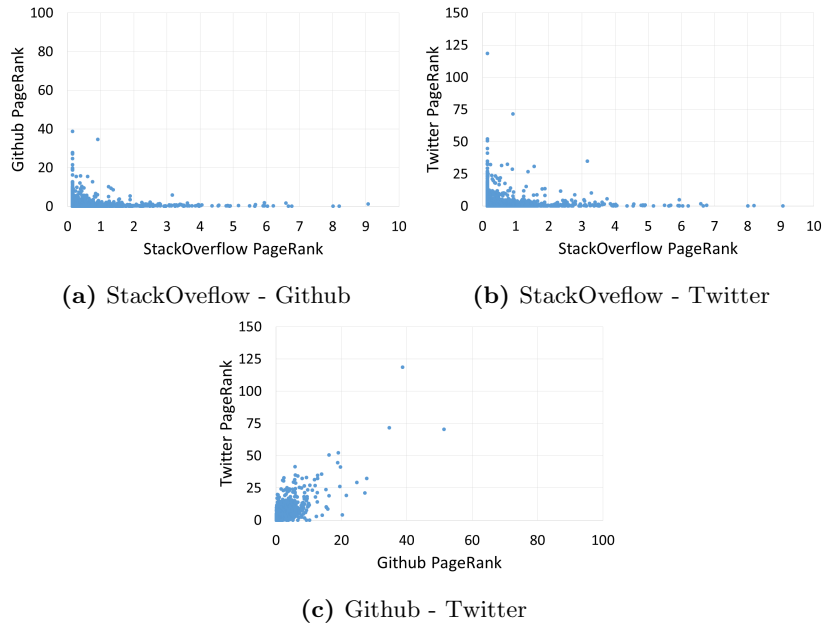 100
80
60
40
20
0
Github PageRank
0 1 2 3 4 5 6 7 8 9 10
StackOverflow PageRank
(a) StackOveflow - Github
150
125
100
75
50
25
0
Twitter PageRank
0 1 2 3 4 5 6 7 8 9 10
StackOverflow PageRank
(b) StackOveflow - Twitter
150
125
100
75
50
25
0
Twitter PageRank
0 20 40 60 80 100
Github PageRank
(c) Github - Twitter